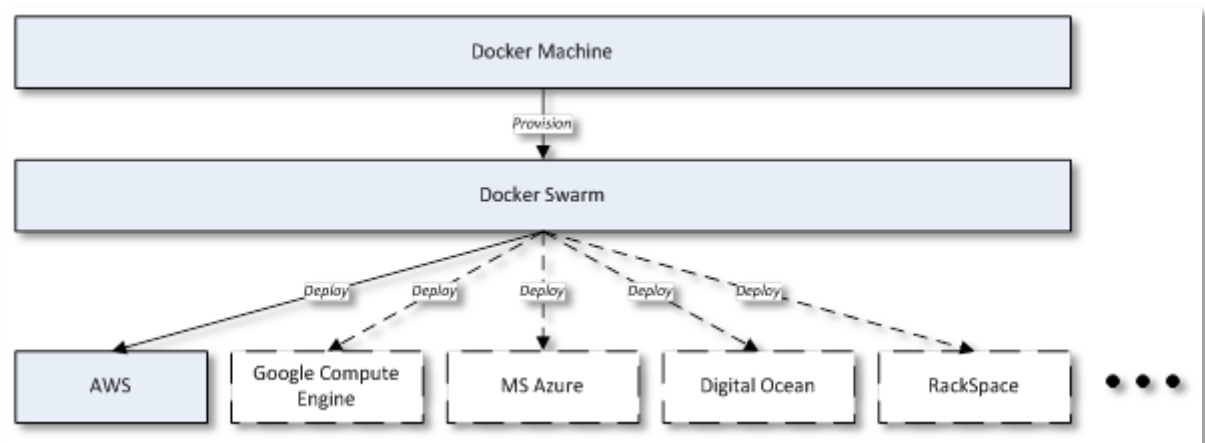 Docker Machine
Provision
Docker Swarm
Deploy
Deploy
Deploy
Deploy
Deploy
AWS
Google Compute
Engine
MS Azure
Digital Ocean
RackSpace